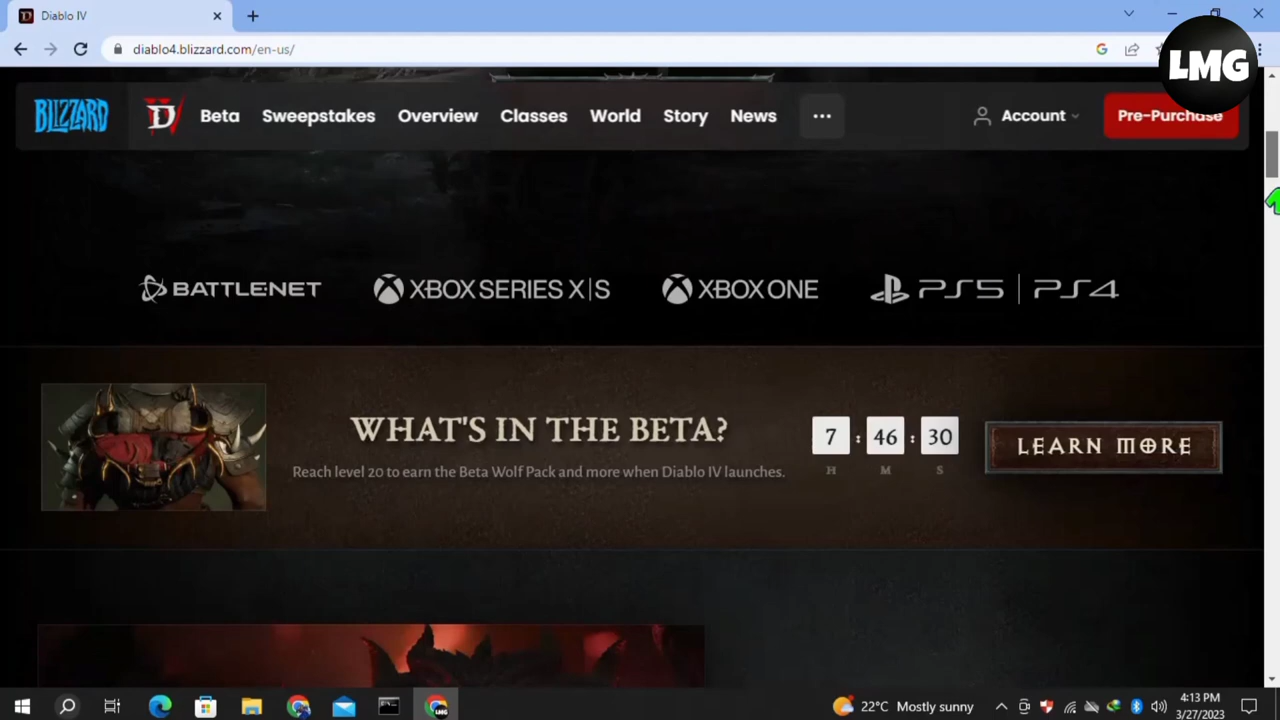 Diablo IV
diablo4.blizzard.com/en-us/
LMG
BLIZZARD
D
Beta
Sweepstakes
Overview
Classes
World
Story
News
...
Account
Pre-Purchase
BATTLE.NET
XBOX SERIES X|S
XBOX ONE
PS5 | PS4
WHAT'S IN THE BETA?
Reach level 20 to earn the Beta Wolf Pack and more when Diablo IV launches.
7 : 46 : 30
H M S
LEARN MORE
22°C Mostly sunny
4:13 PM
3/27/2023